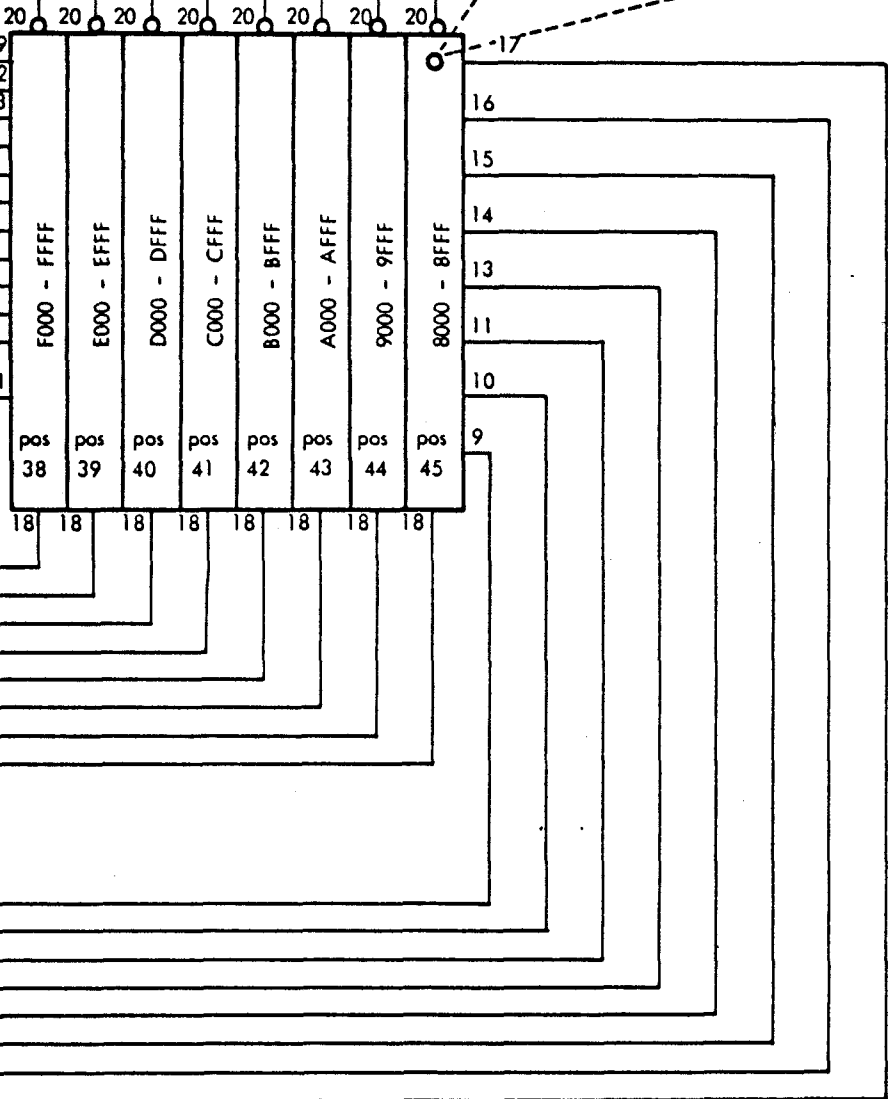 20 20 20 20 20 20 20 20
17
16
15
14
13
11
10
9
F000 - FFFF
E000 - EFFF
D000 - DFFF
C000 - CFFF
B000 - BFFF
A000 - AFFF
9000 - 9FFF
8000 - 8FFF
pos pos pos pos pos pos pos pos
38 39 40 41 42 43 44 45
18 18 18 18 18 18 18 18